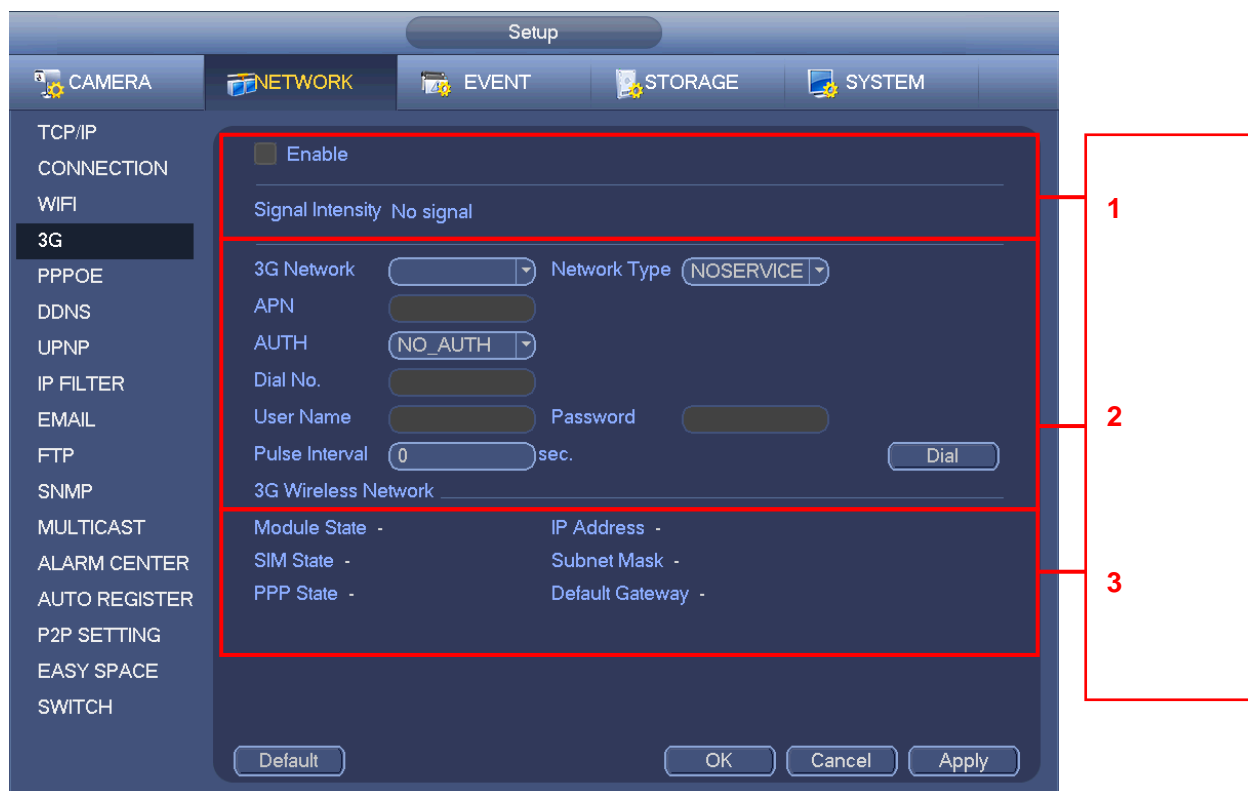 Setup
CAMERA NETWORK EVENT STORAGE SYSTEM
TCP/IP
CONNECTION
WIFI
3G
PPPOE
DDNS
UPNP
IP FILTER
EMAIL
FTP
SNMP
MULTICAST
ALARM CENTER
AUTO REGISTER
P2P SETTING
EASY SPACE
SWITCH
Enable
Signal Intensity No signal
1
3G Network Network Type NOSERVICE
APN
AUTH NO_AUTH
Dial No.
User Name Password
Pulse Interval 0 sec. Dial
3G Wireless Network
2
Module State - IP Address -
SIM State - Subnet Mask -
PPP State - Default Gateway -
3
Default OK Cancel Apply